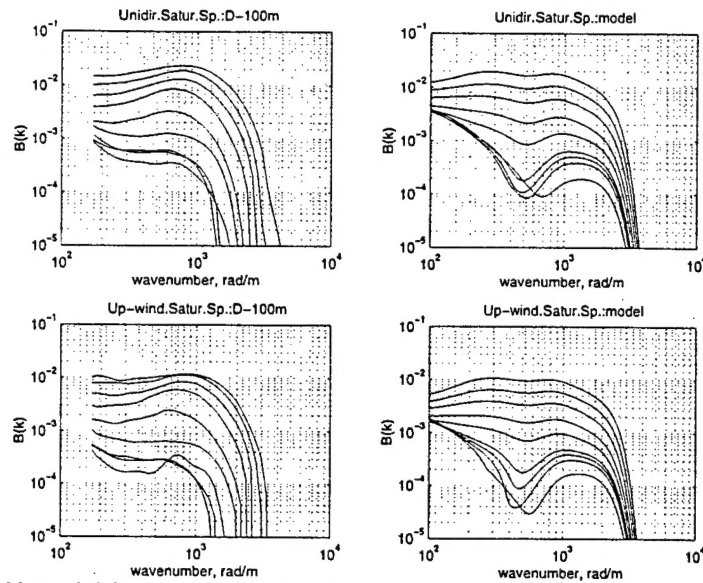 Unidir.Satur.Sp.:D-100m
Unidir.Satur.Sp.:model
10^-1
10^-2
10^-3
10^-4
10^-5
B(k)
10^2
10^3
10^4
wavenumber, rad/m
10^-1
10^-2
10^-3
10^-4
10^-5
B(k)
10^2
10^3
10^4
wavenumber, rad/m
Up-wind.Satur.Sp.:D-100m
Up-wind.Satur.Sp.:model
10^-1
10^-2
10^-3
10^-4
10^-5
B(k)
10^2
10^3
10^4
wavenumber, rad/m
10^-1
10^-2
10^-3
10^-4
10^-5
B(k)
10^2
10^3
10^4
wavenumber, rad/m